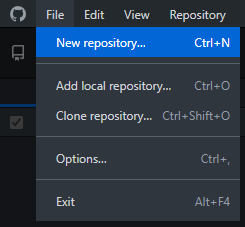 File Edit View Repository
New repository... Ctrl+N
Add local repository... Ctrl+O
Clone repository... Ctrl+Shift+O
Options... Ctrl+,
Exit Alt+F4